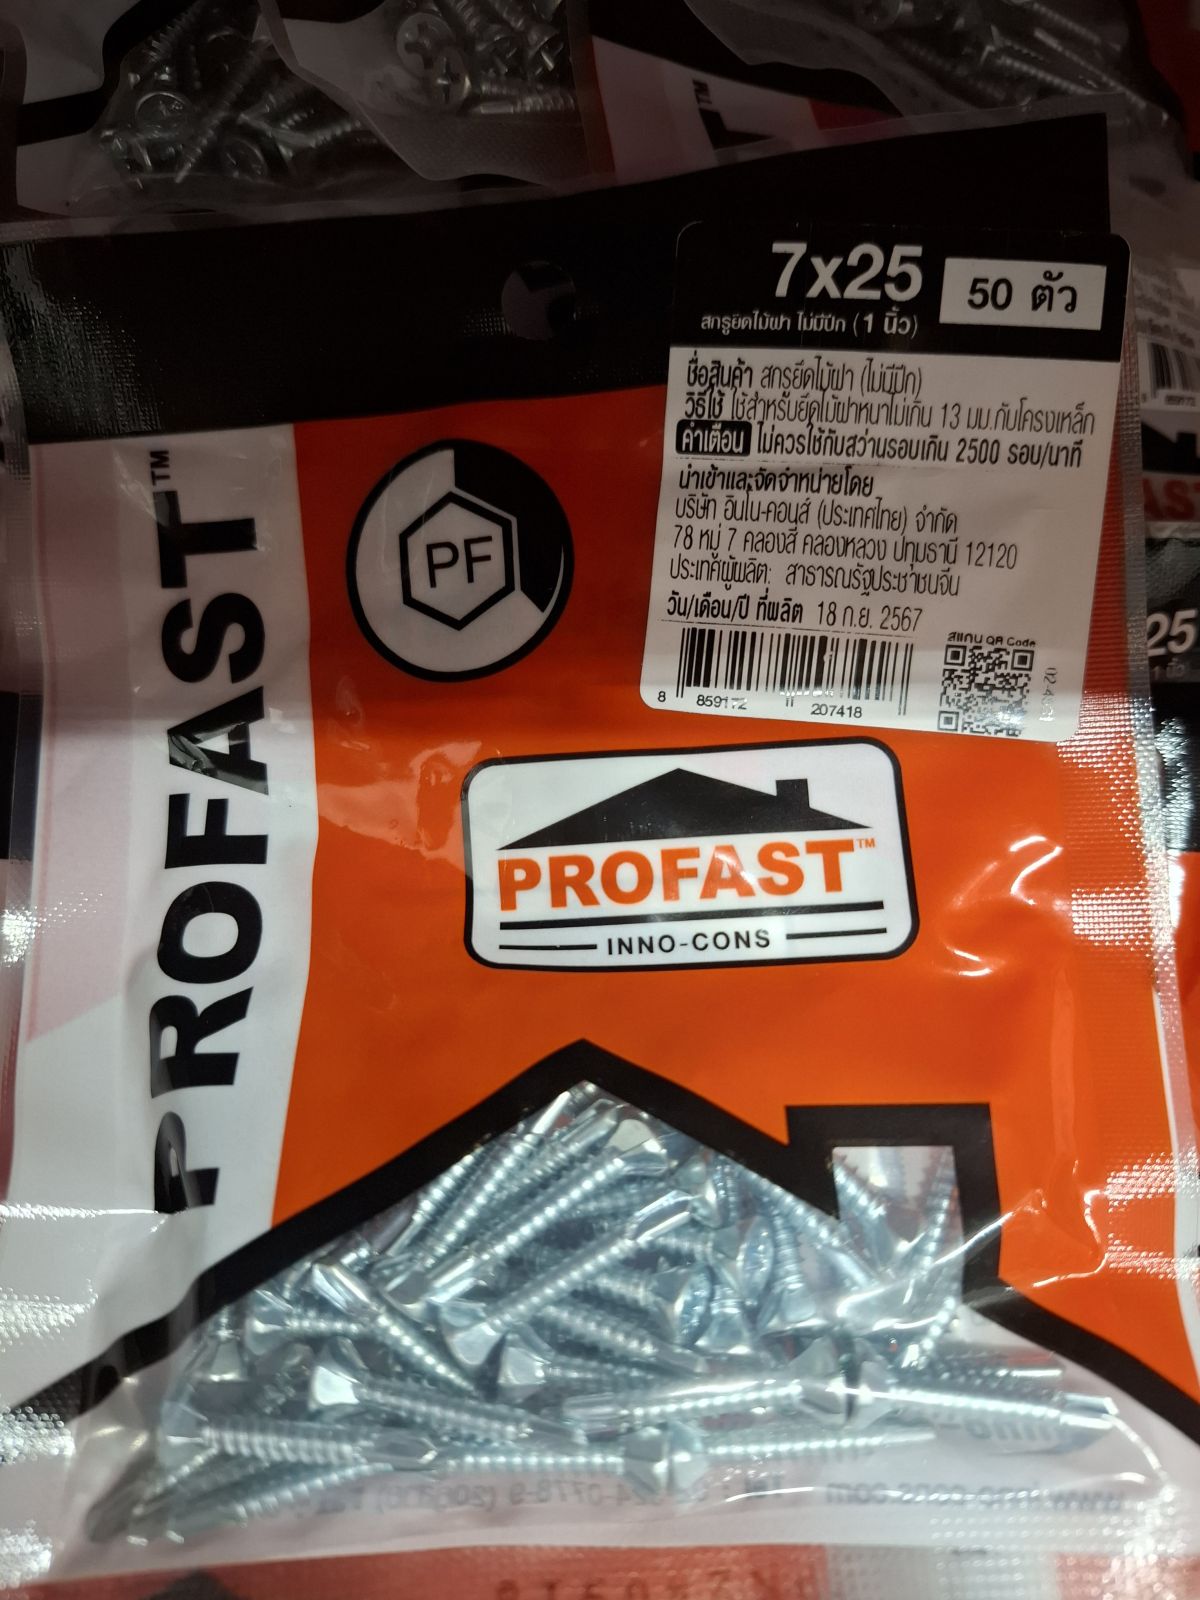 7x25
50 ตัว
สกรูยึดไม้ฝา ไม่มีปีก (1 นิ้ว)
ชื่อสินค้า สกรูยึดไม้ฝา (ไม่มีปีก)
วิธีใช้ ใช้สำหรับยึดไม้ฝาหนาไม่เกิน 13 มม.กับโครงเหล็ก
คำเตือน ไม่ควรใช้กับสว่านรอบเกิน 2500 รอบ/นาที
นำเข้าและจัดจำหน่ายโดย
บริษัท อินโน-คอนส์ (ประเทศไทย) จำกัด
78 หมู่ 7 คลองสี่ คลองหลวง ปทุมธานี 12120
ประเทศผู้ผลิต: สาธารณรัฐประชาชนจีน
วัน/เดือน/ปี ที่ผลิต 18 ก.ย. 2567
สแกน QR Code
8 859172 207418
PROFAST™
PF
PROFAST™
INNO-CONS
25